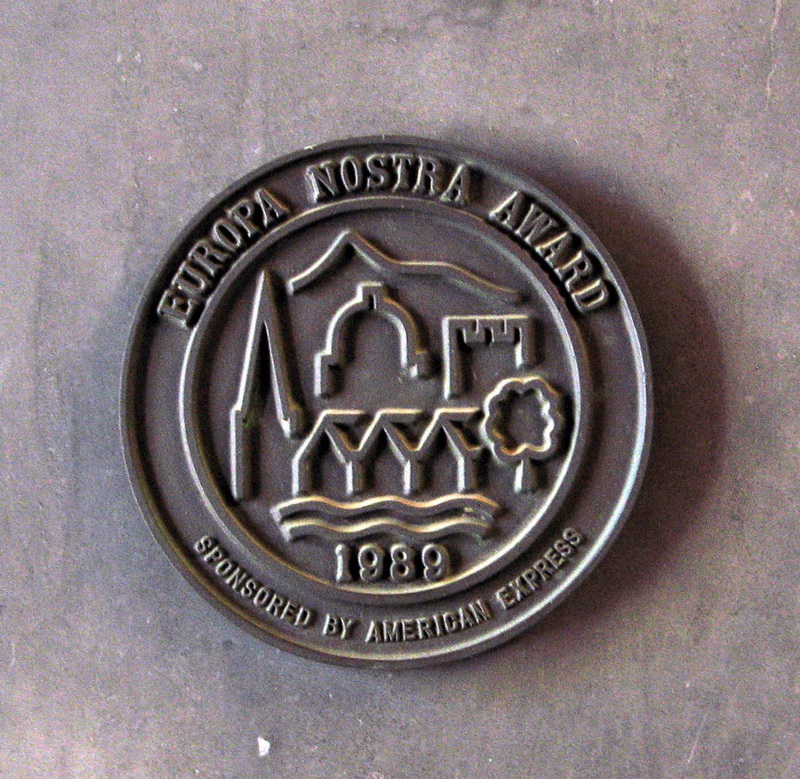 EUROPA NOSTRA AWARD
1989
SPONSORED BY AMERICAN EXPRESS